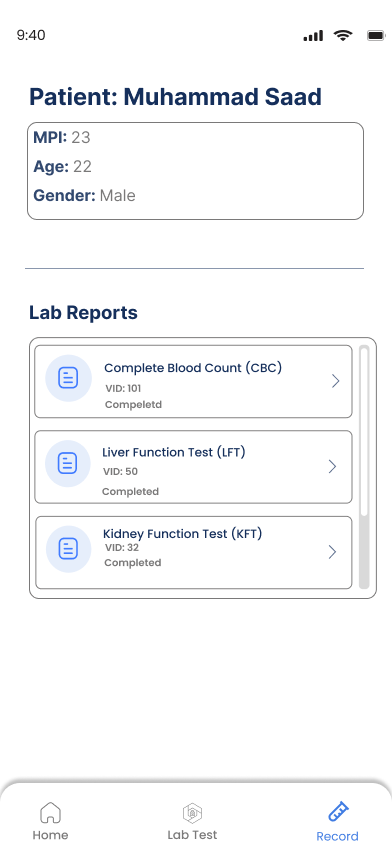 9:40
Patient: Muhammad Saad
MPI: 23
Age: 22
Gender: Male
Lab Reports
Complete Blood Count (CBC)
VID: 101
Compeletd
Liver Function Test (LFT)
VID: 50
Completed
Kidney Function Test (KFT)
VID: 32
Completed
Home
Lab Test
Record